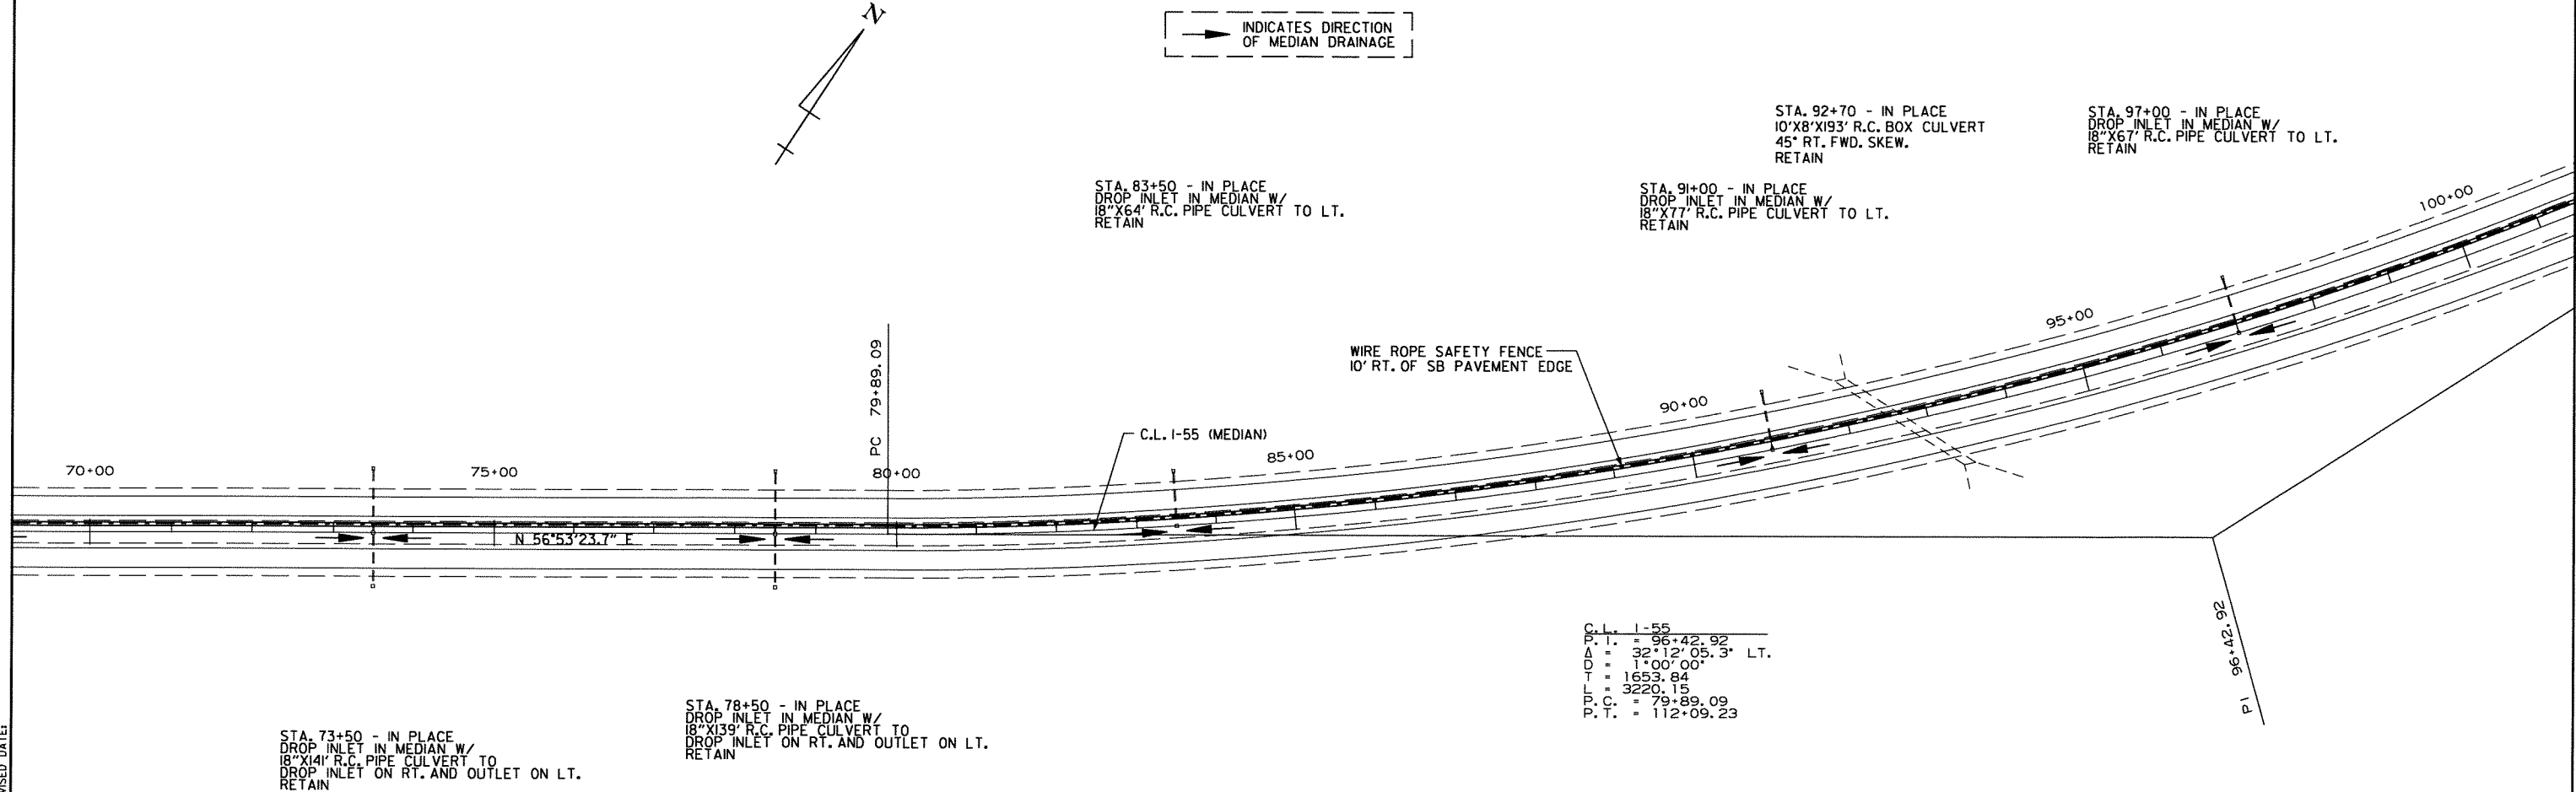 N
INDICATES DIRECTION
OF MEDIAN DRAINAGE
STA. 92+70 - IN PLACE
10'X8'X193' R.C. BOX CULVERT
45° RT. FWD. SKEW.
RETAIN
STA. 97+00 - IN PLACE
DROP INLET IN MEDIAN W/
18"X67' R.C. PIPE CULVERT TO LT.
RETAIN
STA. 83+50 - IN PLACE
DROP INLET IN MEDIAN W/
18"X64' R.C. PIPE CULVERT TO LT.
RETAIN
STA. 91+00 - IN PLACE
DROP INLET IN MEDIAN W/
18"X77' R.C. PIPE CULVERT TO LT.
RETAIN
100+00
95+00
WIRE ROPE SAFETY FENCE
10' RT. OF SB PAVEMENT EDGE
90+00
PC 79+89.09
C.L. I-55 (MEDIAN)
70+00
75+00
80+00
85+00
N 56°53'23.7" E
PI 96+42.92
C.L. I-55
P.I. = 96+42.92
Δ = 32°12'05.3" LT.
D = 1°00'00"
T = 1653.84
L = 3220.15
P.C. = 79+89.09
P.T. = 112+09.23
STA. 78+50 - IN PLACE
DROP INLET IN MEDIAN W/
18"X139' R.C. PIPE CULVERT TO
DROP INLET ON RT. AND OUTLET ON LT.
RETAIN
STA. 73+50 - IN PLACE
DROP INLET IN MEDIAN W/
18"X141' R.C. PIPE CULVERT TO
DROP INLET ON RT. AND OUTLET ON LT.
RETAIN